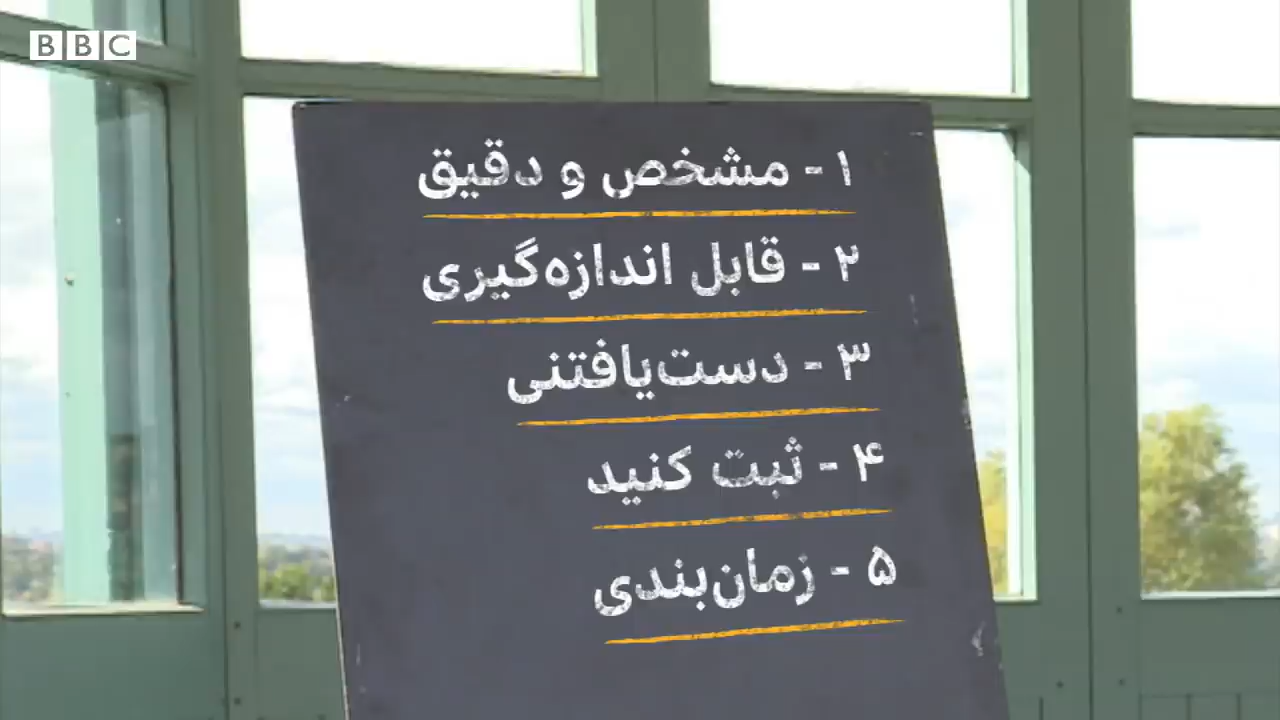 BBC
۱ - مشخص و دقیق
۲ - قابل اندازه‌گیری
۳ - دست‌یافتنی
۴ - ثبت کنید
۵ - زمان‌بندی